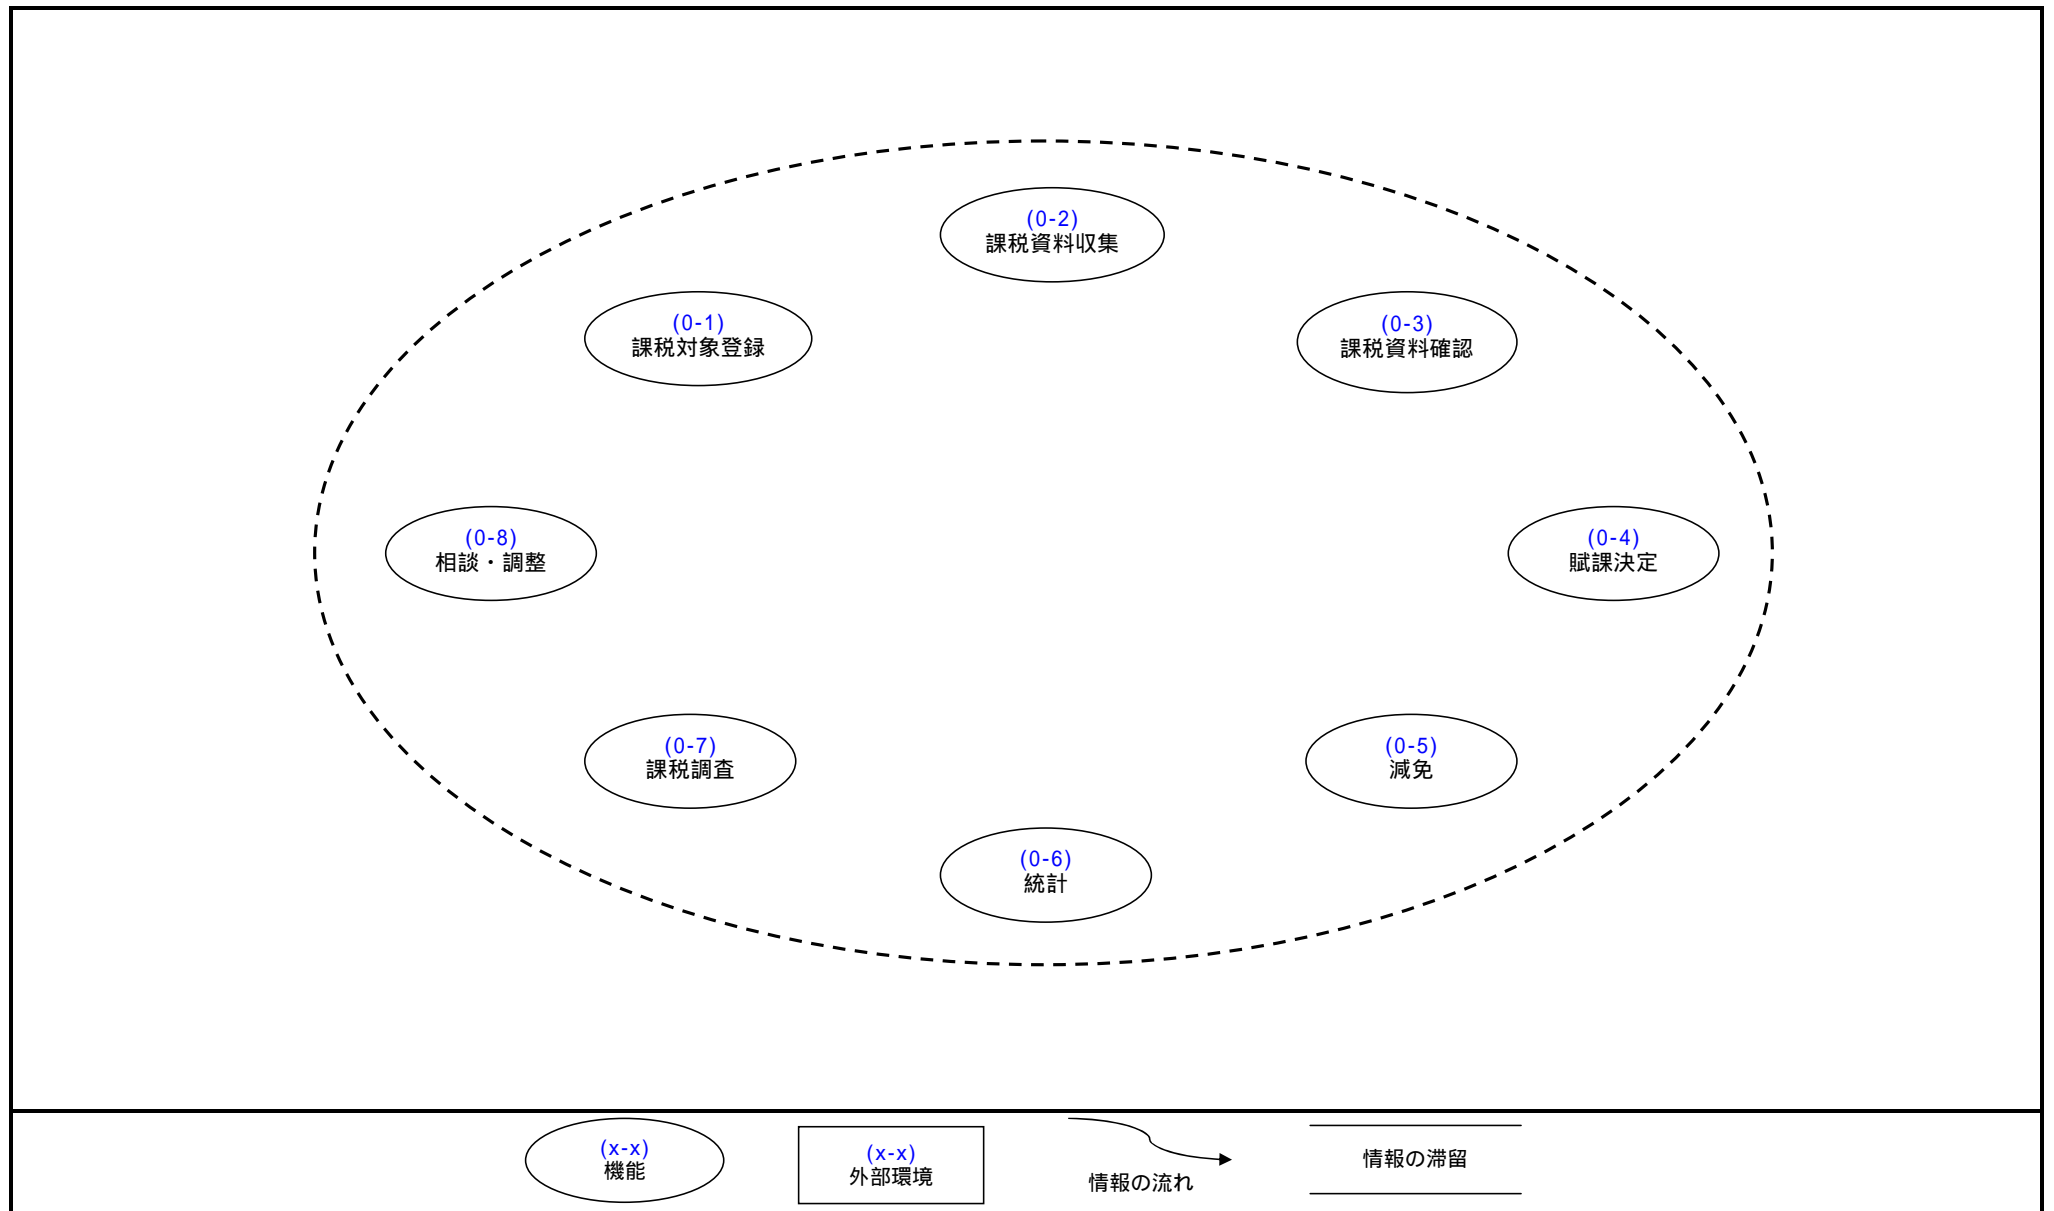 (0-2)
課税資料収集
(0-1)
課税対象登録
(0-3)
課税資料確認
(0-8)
相談・調整
(0-4)
賦課決定
(0-7)
課税調査
(0-5)
減免
(0-6)
統計
(x-x)
機能
(x-x)
外部環境
情報の流れ
情報の滞留